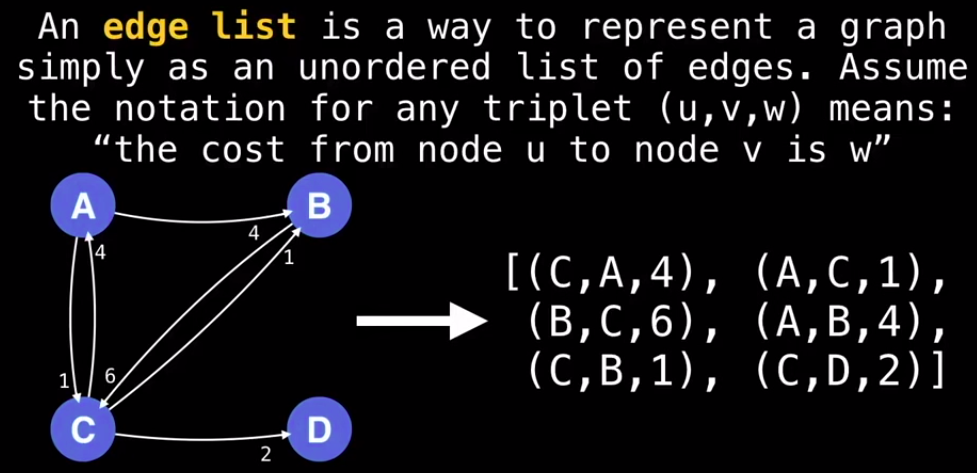 An edge list is a way to represent a graph
simply as an unordered list of edges. Assume
the notation for any triplet (u,v,w) means:
“the cost from node u to node v is w”
A
B
4
4
1
[(C,A,4), (A,C,1),
(B,C,6), (A,B,4),
(C,B,1), (C,D,2)]
1
6
C
D
2